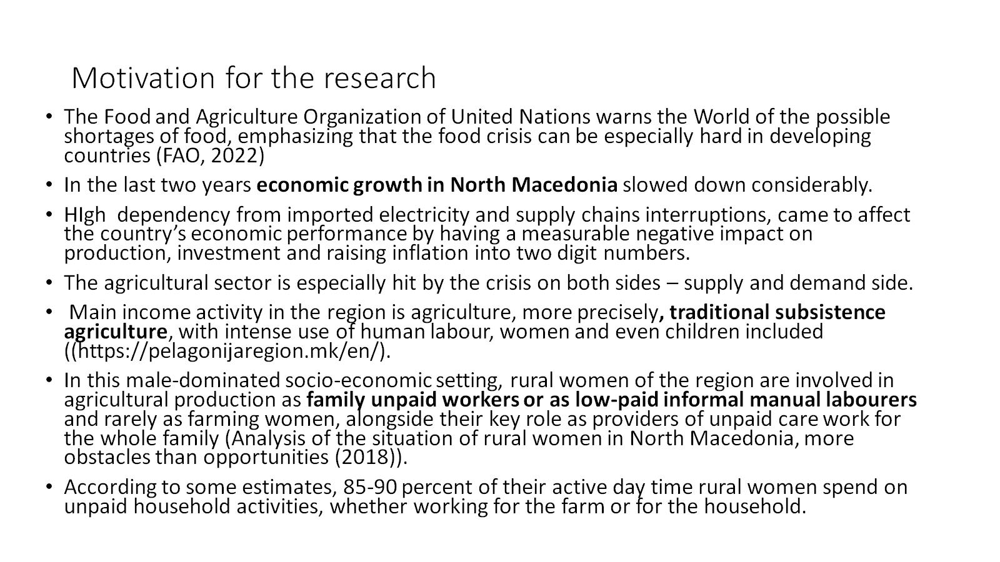 Motivation for the research
• The Food and Agriculture Organization of United Nations warns the World of the possible
shortages of food, emphasizing that the food crisis can be especially hard in developing
countries (FAO, 2022)
• In the last two years economic growth in North Macedonia slowed down considerably.
• HIgh  dependency from imported electricity and supply chains interruptions, came to affect
the country’s economic performance by having a measurable negative impact on
production, investment and raising inflation into two digit numbers.
• The agricultural sector is especially hit by the crisis on both sides – supply and demand side.
• Main income activity in the region is agriculture, more precisely, traditional subsistence
agriculture, with intense use of human labour, women and even children included
((https://pelagonijaregion.mk/en/).
• In this male-dominated socio-economic setting, rural women of the region are involved in
agricultural production as family unpaid workers or as low-paid informal manual labourers
and rarely as farming women, alongside their key role as providers of unpaid care work for
the whole family (Analysis of the situation of rural women in North Macedonia, more
obstacles than opportunities (2018)).
• According to some estimates, 85-90 percent of their active day time rural women spend on
unpaid household activities, whether working for the farm or for the household.